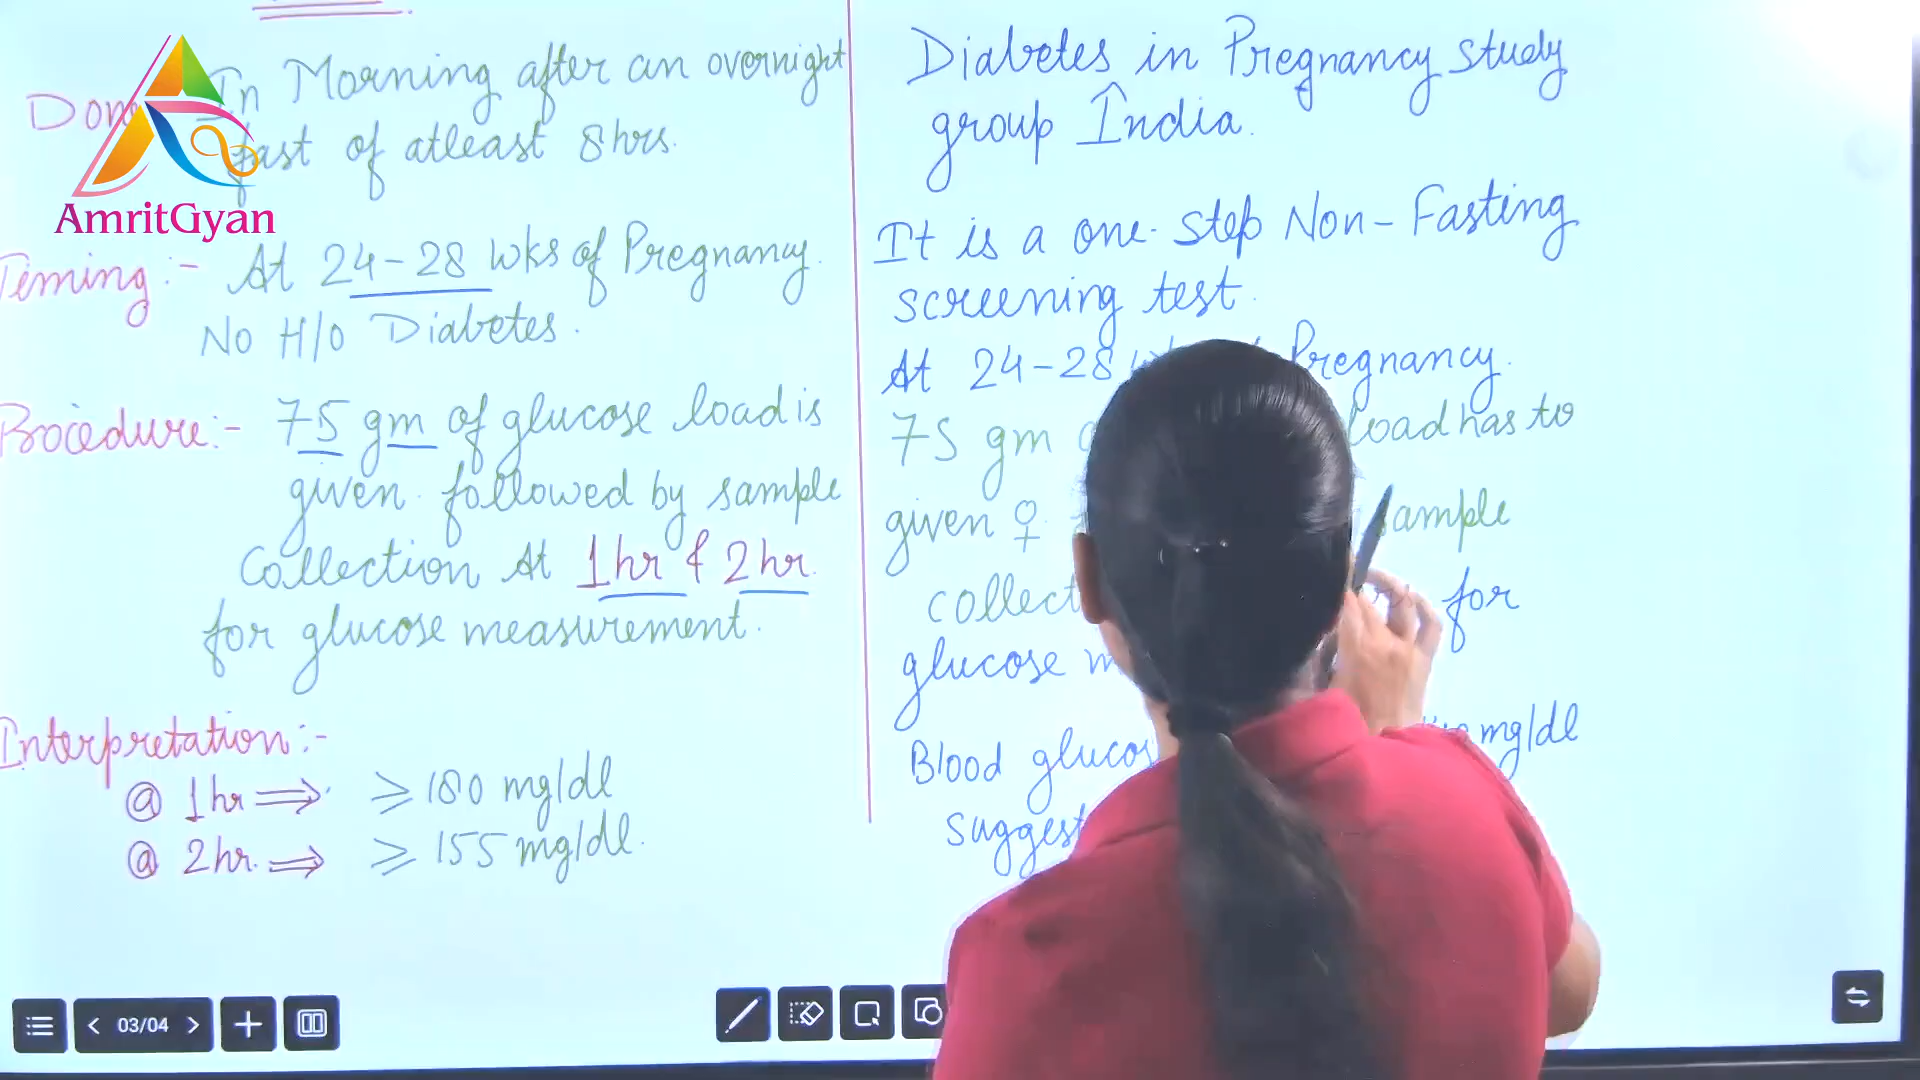 Done In Morning after an overnight
fast of atleast 8hrs.
Timing:- At 24-28 wks of Pregnancy.
No H/O Diabetes.
Procedure:- 75 gm of glucose load is
given followed by sample
Collection At 1hr & 2hr.
for glucose measurement.
Interpretation:-
@ 1hr ⇒ ≥ 180 mg/dl
@ 2hr. ⇒ ≥ 155 mg/dl.
Diabetes in Pregnancy study
group India.
It is a one-step Non-Fasting
screening test.
At 24-28 Pregnancy.
75 gm load has to
given ♀ sample
collect for
glucose
Blood mg/dl
suggest
AmritGyan
03/04